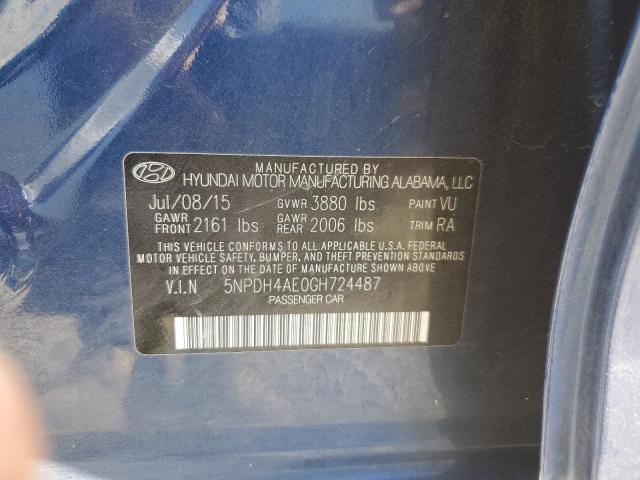 MANUFACTURED BY
HYUNDAI MOTOR MANUFACTURING ALABAMA, LLC
Jul/08/15 GVWR 3880 lbs PAINT VU
GAWR FRONT 2161 lbs GAWR REAR 2006 lbs TRIM RA
THIS VEHICLE CONFORMS TO ALL APPLICABLE U.S.A. FEDERAL
MOTOR VEHICLE SAFETY, BUMPER, AND THEFT PREVENTION STANDARDS
IN EFFECT ON THE DATE OF MANUFACTURE SHOWN ABOVE.
V.I.N 5NPDH4AE0GH724487
PASSENGER CAR